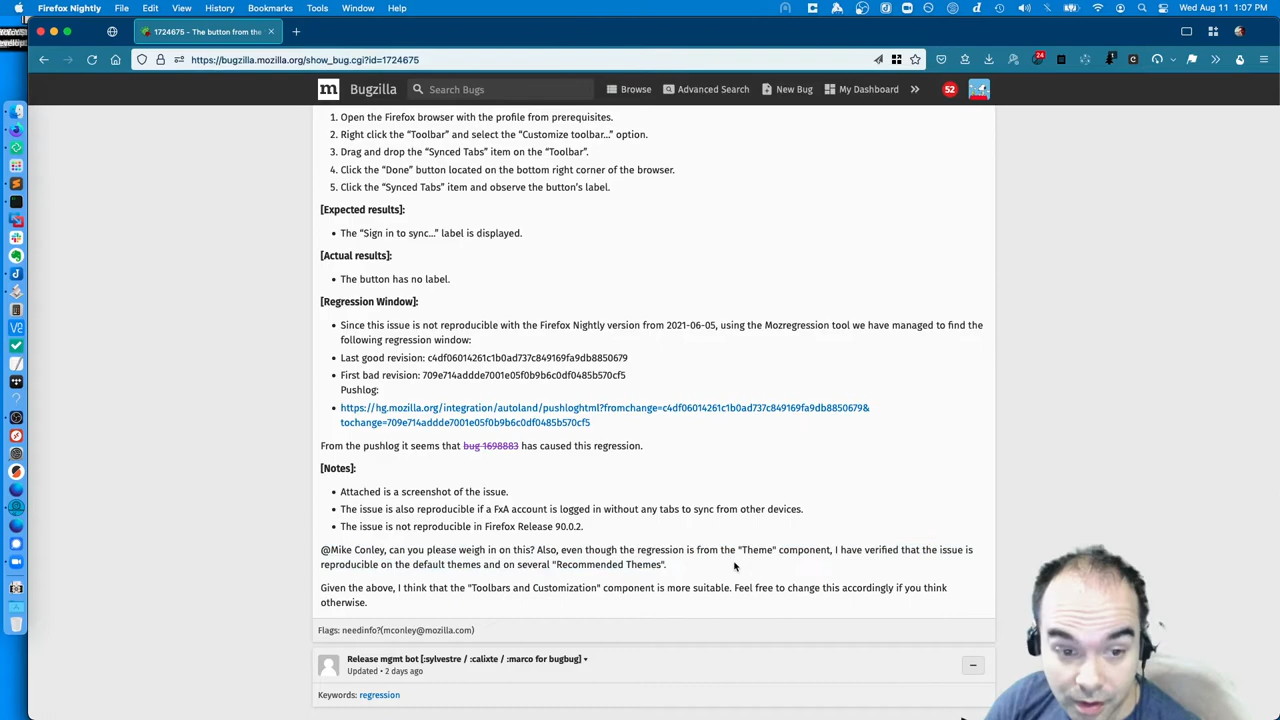 Firefox Nightly File Edit View History Bookmarks Tools Window Help Wed Aug 11 1:07 PM
1724675 - The button from the
https://bugzilla.mozilla.org/show_bug.cgi?id=1724675 24 1
m Bugzilla Search Bugs Browse Advanced Search New Bug My Dashboard 52
1. Open the Firefox browser with the profile from prerequisites.
2. Right click the “Toolbar” and select the “Customize toolbar…” option.
3. Drag and drop the “Synced Tabs” item on the “Toolbar”.
4. Click the “Done” button located on the bottom right corner of the browser.
5. Click the “Synced Tabs” item and observe the button’s label.
[Expected results]:
• The “Sign in to sync…” label is displayed.
[Actual results]:
• The button has no label.
[Regression Window]:
• Since this issue is not reproducible with the Firefox Nightly version from 2021-06-05, using the Mozregression tool we have managed to find the
following regression window:
• Last good revision: c4df06014261c1b0ad737c849169fa9db8850679
• First bad revision: 709e714addde7001e05f0b9b6c0df0485b570cf5
Pushlog:
• https://hg.mozilla.org/integration/autoland/pushloghtml?fromchange=c4df06014261c1b0ad737c849169fa9db8850679&
tochange=709e714addde7001e05f0b9b6c0df0485b570cf5
From the pushlog it seems that bug 1698883 has caused this regression.
[Notes]:
• Attached is a screenshot of the issue.
• The issue is also reproducible if a FxA account is logged in without any tabs to sync from other devices.
• The issue is not reproducible in Firefox Release 90.0.2.
@Mike Conley, can you please weigh in on this? Also, even though the regression is from the "Theme" component, I have verified that the issue is
reproducible on the default themes and on several "Recommended Themes".
Given the above, I think that the "Toolbars and Customization" component is more suitable. Feel free to change this accordingly if you think
otherwise.
Flags: needinfo?(mconley@mozilla.com)
Release mgmt bot [:sylvestre / :calixte / :marco for bugbug]
Updated • 2 days ago
Keywords: regression